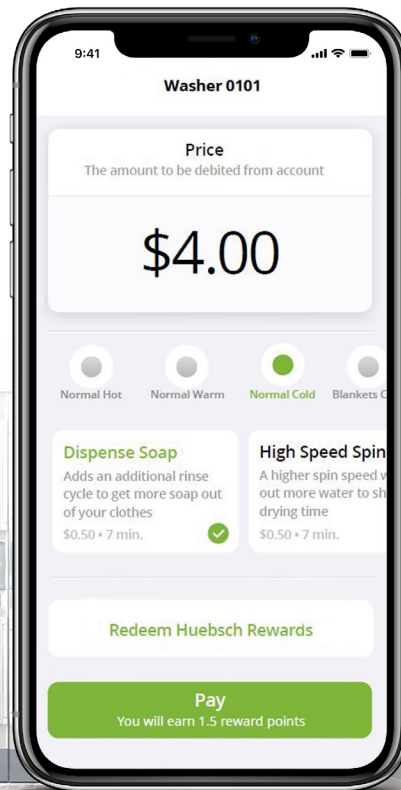 9:41
Washer 0101
Price
The amount to be debited from account
$4.00
Normal Hot
Normal Warm
Normal Cold
Blankets C
Dispense Soap
Adds an additional rinse
cycle to get more soap out
of your clothes
$0.50 • 7 min.
High Speed Spin
A higher spin speed w
out more water to sh
drying time
$0.50 • 7 min.
Redeem Huebsch Rewards
Pay
You will earn 1.5 reward points